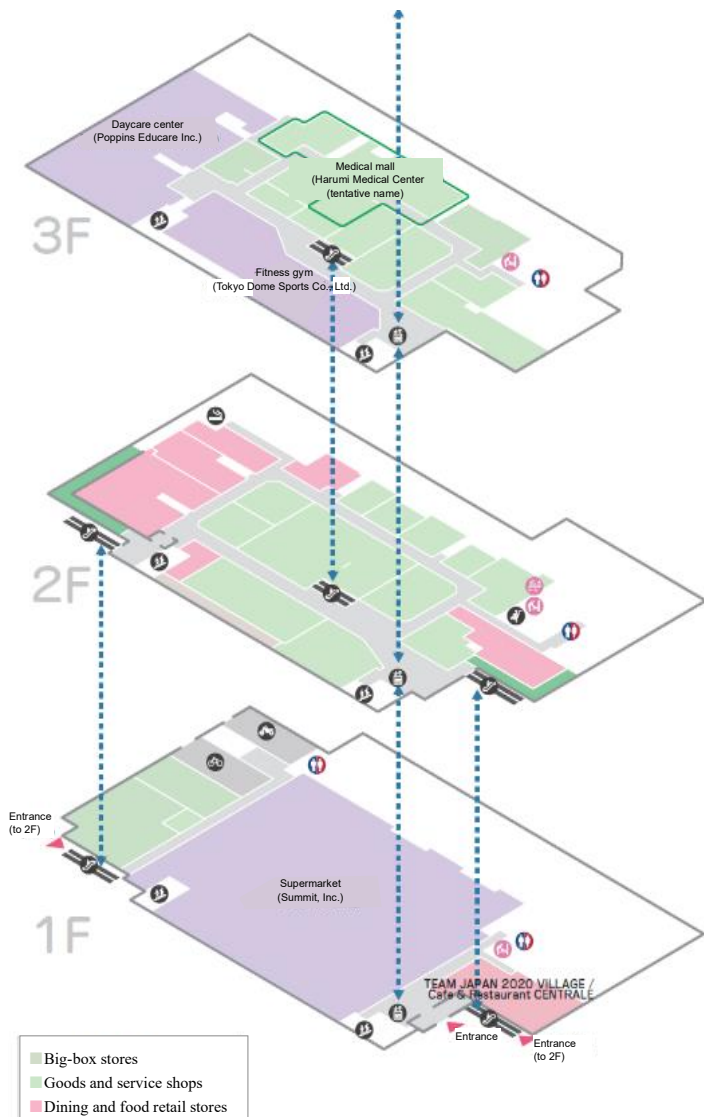 Daycare center
(Poppins Educare Inc.)
Medical mall
(Harumi Medical Center
(tentative name)
3F
Fitness gym
(Tokyo Dome Sports Co., Ltd.)
2F
Entrance
(to 2F)
Supermarket
(Summit, Inc.)
1F
TEAM JAPAN 2020 VILLAGE /
Cafe & Restaurant CENTRALE
Entrance
Entrance
(to 2F)
Big-box stores
Goods and service shops
Dining and food retail stores